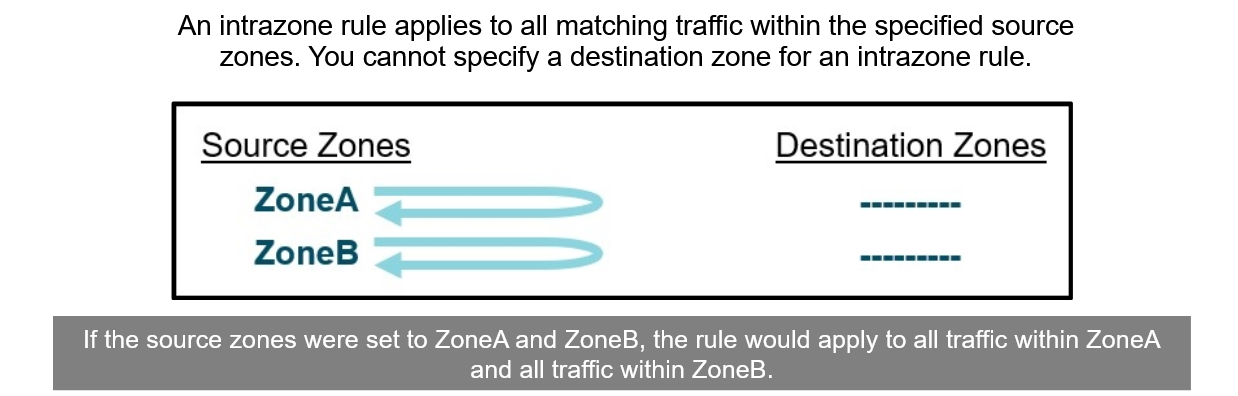 An intrazone rule applies to all matching traffic within the specified source
zones. You cannot specify a destination zone for an intrazone rule.
Source Zones Destination Zones
ZoneA ---------
ZoneB ---------
If the source zones were set to ZoneA and ZoneB, the rule would apply to all traffic within ZoneA
and all traffic within ZoneB.